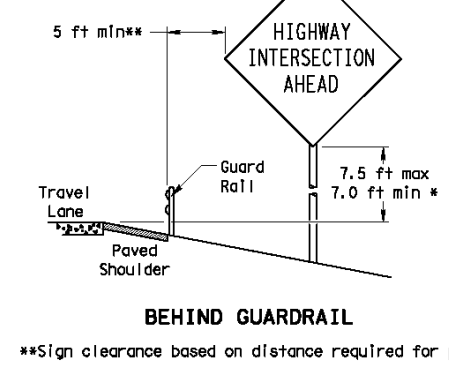 5 ft min**
HIGHWAY
INTERSECTION
AHEAD
Guard
Rail
7.5 ft max
7.0 ft min *
Travel
Lane
Paved
Shoulder
BEHIND GUARDRAIL
**Sign clearance based on distance required for